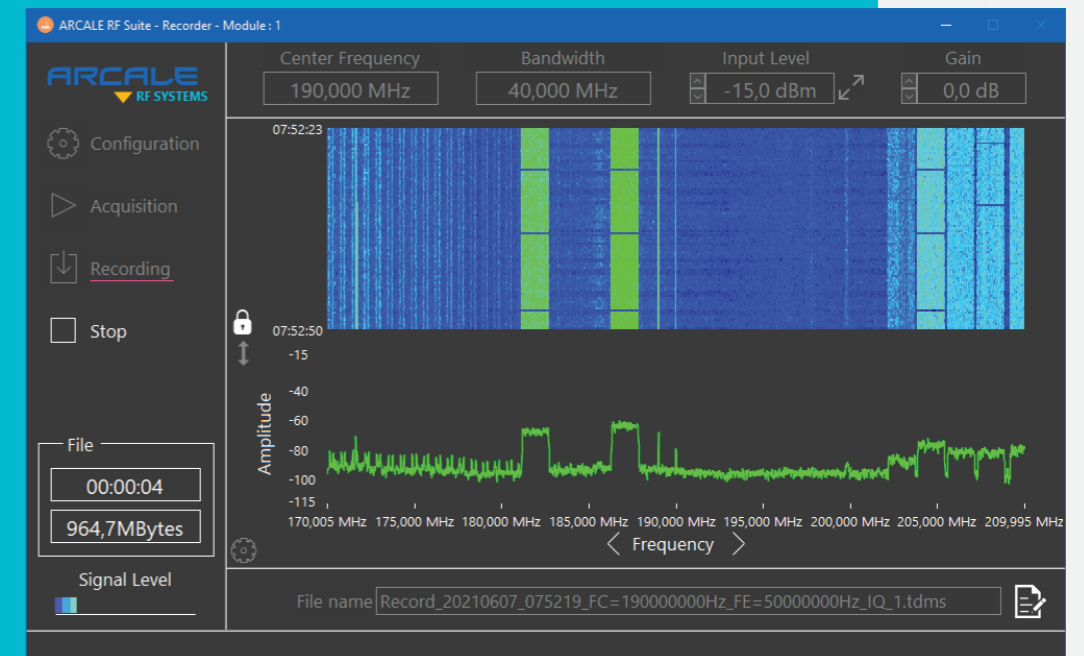 ARCALE RF Suite - Recorder - Module : 1
ARCALE
RF SYSTEMS
Configuration
Acquisition
Recording
Stop
File
00:00:04
964,7MBytes
Signal Level
Center Frequency
190,000 MHz
Bandwidth
40,000 MHz
Input Level
-15,0 dBm
Gain
0,0 dB
07:52:23
07:52:50
Amplitude
-15
-40
-60
-80
-100
-115
170,005 MHz 175,000 MHz 180,000 MHz 185,000 MHz 190,000 MHz 195,000 MHz 200,000 MHz 205,000 MHz 209,995 MHz
Frequency
File name Record_20210607_075219_FC=190000000Hz_FE=50000000Hz_IQ_1.tdms